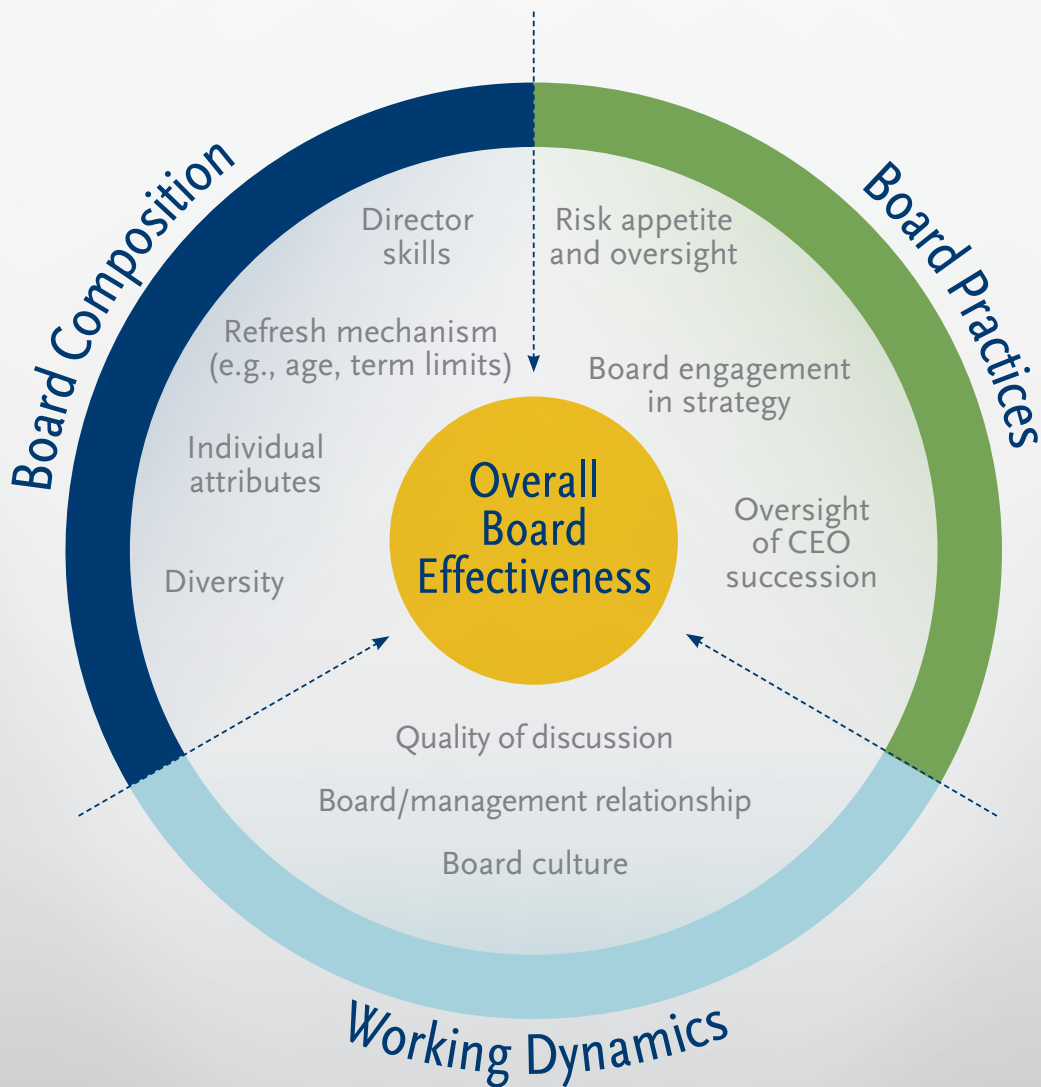 Board Composition
Director
skills
Refresh mechanism
(e.g., age, term limits)
Individual
attributes
Diversity
Board Practices
Risk appetite
and oversight
Board engagement
in strategy
Oversight
of CEO
succession
Overall
Board
Effectiveness
Quality of discussion
Board/management relationship
Board culture
Working Dynamics